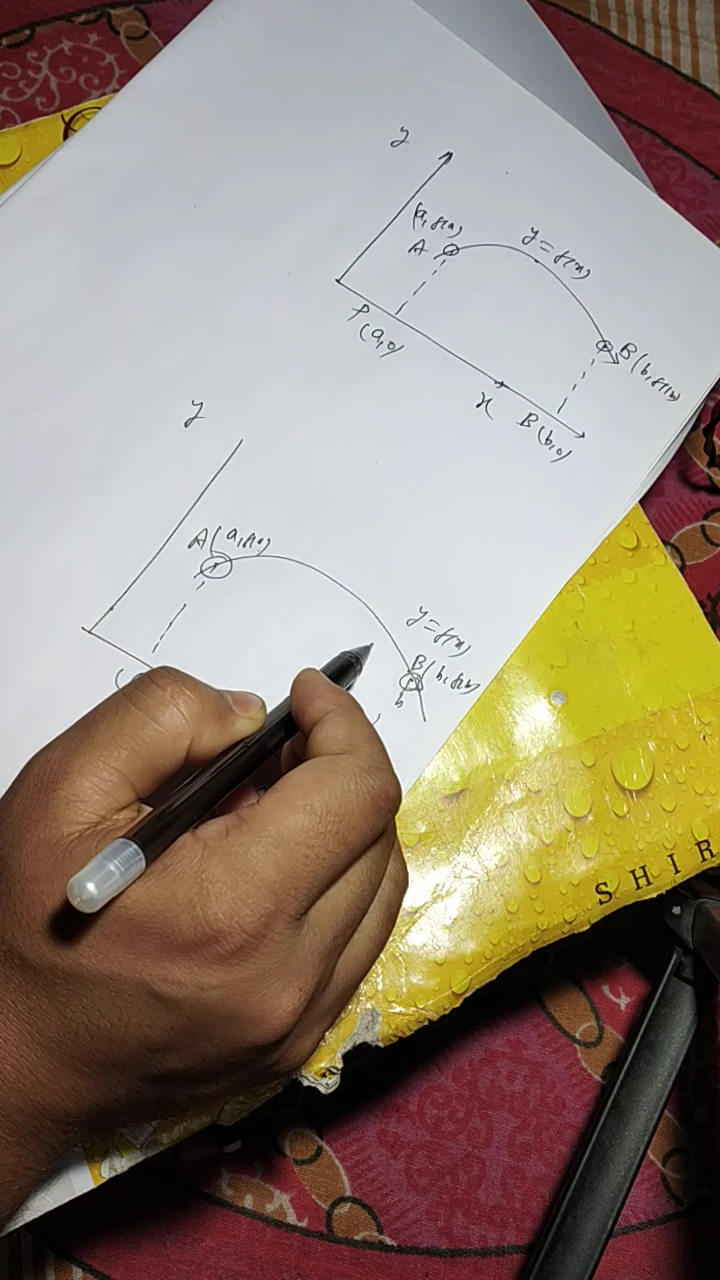 y
(a, f(a)
A
y = f(x)
B(b, f(b)
P
(a,0)
x
B(b,0)
y
A(a, f(a)
y = f(x)
B(b, f(b)
b
SHIR